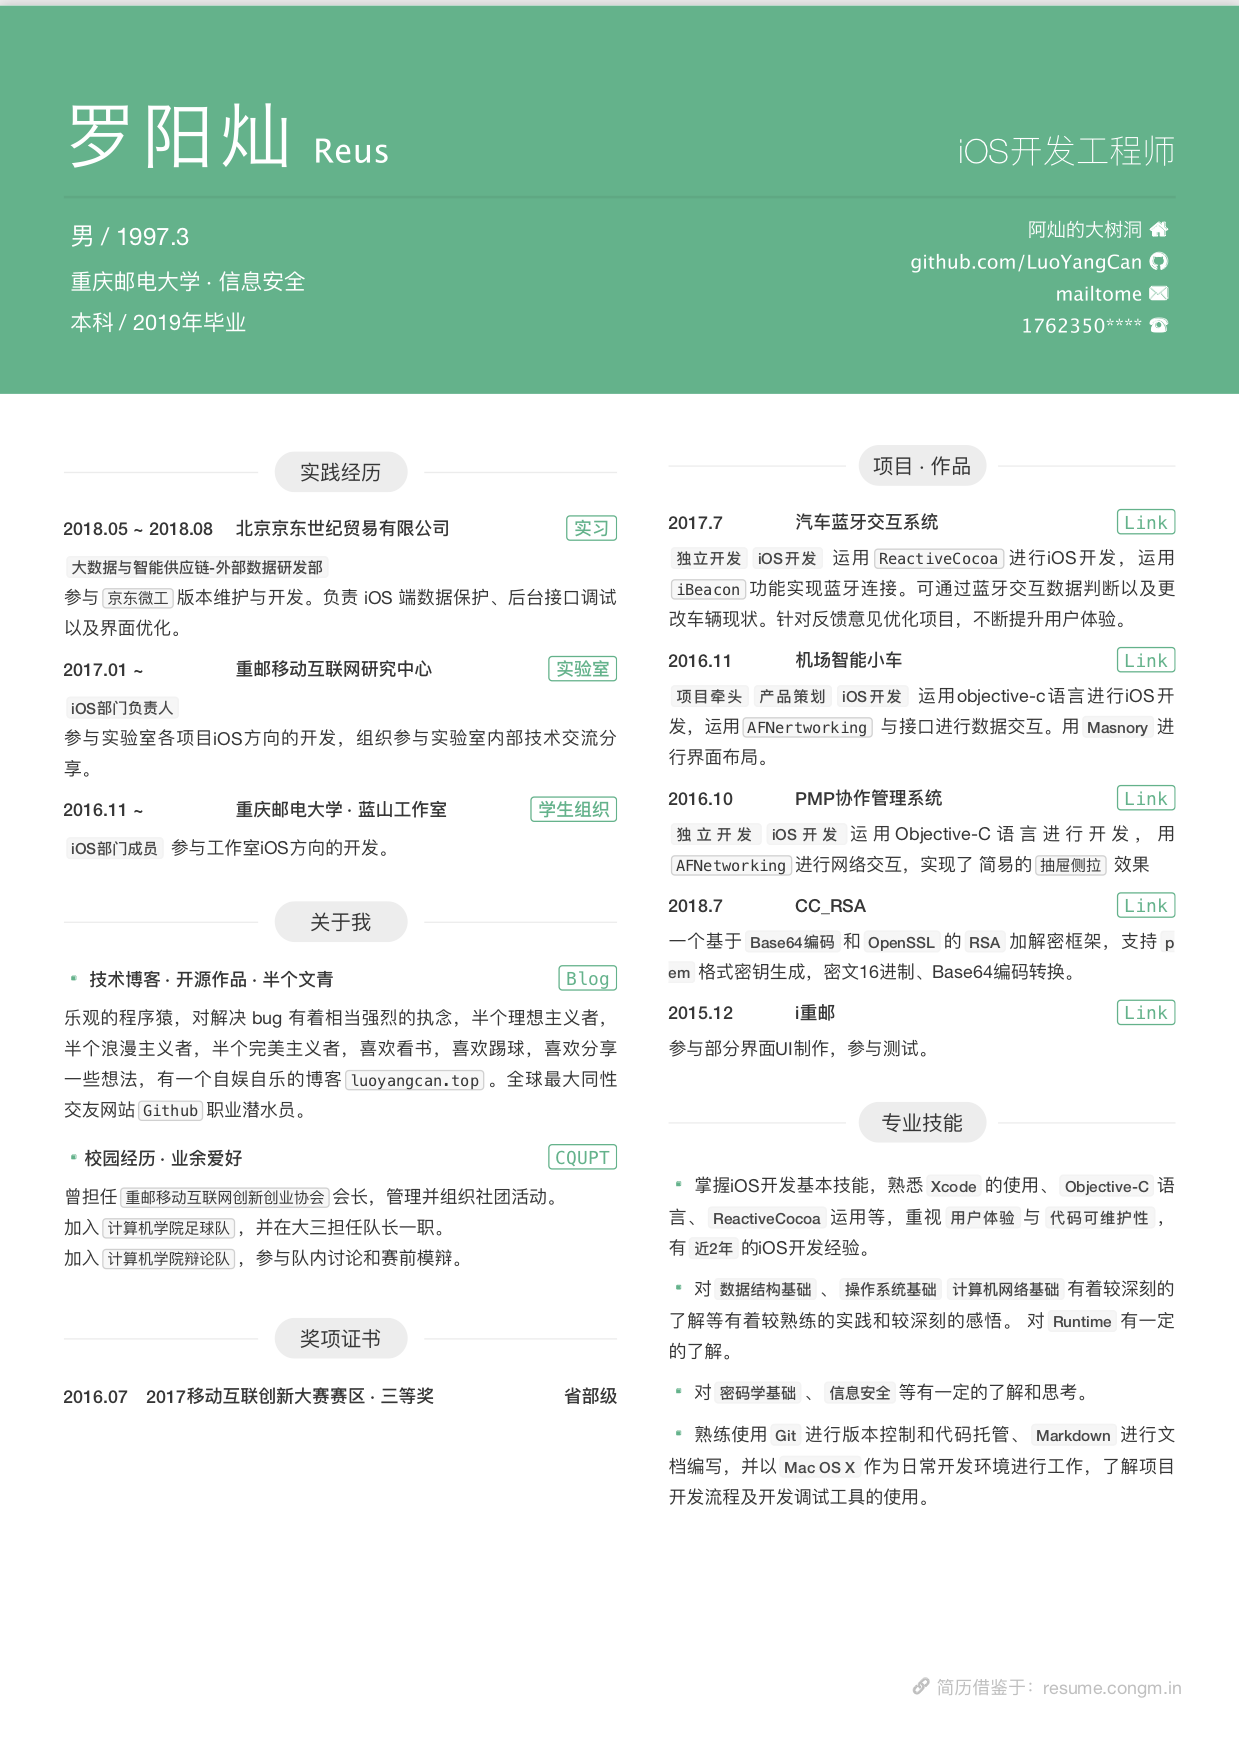 罗阳灿 Reus
iOS开发工程师
男 / 1997.3
重庆邮电大学 · 信息安全
本科 / 2019年毕业
阿灿的大树洞
github.com/LuoYangCan
mailtome
1762350****
实践经历
2018.05 ~ 2018.08 北京京东世纪贸易有限公司 实习
大数据与智能供应链-外部数据研发部
参与 京东微工 版本维护与开发。负责 iOS 端数据保护、后台接口调试
以及界面优化。
2017.01 ~ 重邮移动互联网研究中心 实验室
iOS部门负责人
参与实验室各项目iOS方向的开发，组织参与实验室内部技术交流分
享。
2016.11 ~ 重庆邮电大学 · 蓝山工作室 学生组织
iOS部门成员 参与工作室iOS方向的开发。
关于我
技术博客 · 开源作品 · 半个文青 Blog
乐观的程序猿，对解决 bug 有着相当强烈的执念，半个理想主义者，
半个浪漫主义者，半个完美主义者，喜欢看书，喜欢踢球，喜欢分享
一些想法，有一个自娱自乐的博客 luoyangcan.top 。全球最大同性
交友网站 Github 职业潜水员。
校园经历 · 业余爱好 CQUPT
曾担任 重邮移动互联网创新创业协会 会长，管理并组织社团活动。
加入 计算机学院足球队 ，并在大三担任队长一职。
加入 计算机学院辩论队 ，参与队内讨论和赛前模辩。
奖项证书
2016.07 2017移动互联创新大赛赛区 · 三等奖 省部级
项目 · 作品
2017.7 汽车蓝牙交互系统 Link
独立开发 iOS开发 运用 ReactiveCocoa 进行iOS开发，运用
iBeacon 功能实现蓝牙连接。可通过蓝牙交互数据判断以及更
改车辆现状。针对反馈意见优化项目，不断提升用户体验。
2016.11 机场智能小车 Link
项目牵头 产品策划 iOS开发 运用objective-c语言进行iOS开
发，运用 AFNertworking 与接口进行数据交互。用 Masnory 进
行界面布局。
2016.10 PMP协作管理系统 Link
独立开发 iOS开发 运用Objective-C语言进行开发，用
AFNetworking 进行网络交互，实现了 简易的 抽屉侧拉 效果
2018.7 CC_RSA Link
一个基于 Base64编码 和 OpenSSL 的 RSA 加解密框架，支持 p
em 格式密钥生成，密文16进制、Base64编码转换。
2015.12 i重邮 Link
参与部分界面UI制作，参与测试。
专业技能
掌握iOS开发基本技能，熟悉 Xcode 的使用、 Objective-C 语
言、 ReactiveCocoa 运用等，重视 用户体验 与 代码可维护性 ，
有 近2年 的iOS开发经验。
对 数据结构基础 、 操作系统基础 计算机网络基础 有着较深刻的
了解等有着较熟练的实践和较深刻的感悟。 对 Runtime 有一定
的了解。
对 密码学基础 、 信息安全 等有一定的了解和思考。
熟练使用 Git 进行版本控制和代码托管、 Markdown 进行文
档编写，并以 Mac OS X 作为日常开发环境进行工作，了解项目
开发流程及开发调试工具的使用。
简历借鉴于：resume.congm.in